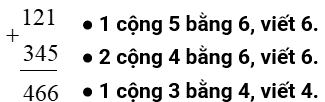 121 ● 1 cộng 5 bằng 6, viết 6.
+
345 ● 2 cộng 4 bằng 6, viết 6.
466 ● 1 cộng 3 bằng 4, viết 4.